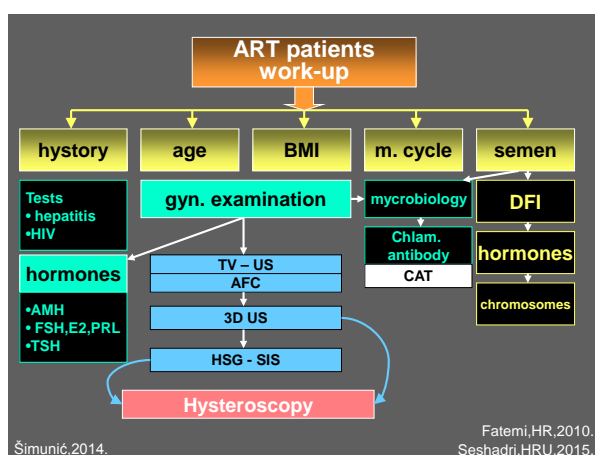 ART patients
work-up
hystory
age
BMI
m. cycle
semen
Tests
• hepatitis
•HIV
gyn. examination
mycrobiology
DFI
Chlam.
antibody
CAT
hormones
hormones
TV – US
AFC
•AMH
• FSH,E2,PRL
•TSH
3D US
chromosomes
HSG - SIS
Hysteroscopy
Šimunić,2014.
Fatemi,HR,2010.
Seshadri,HRU,2015.